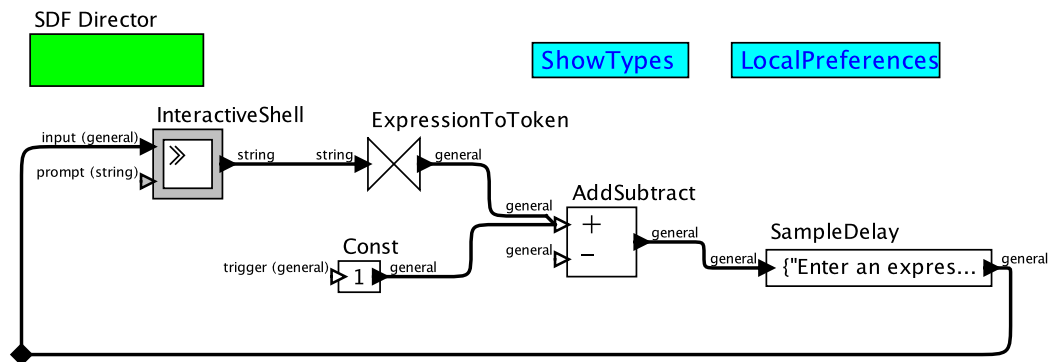 SDF Director
ShowTypes
LocalPreferences
InteractiveShell
ExpressionToToken
input (general)
string
string
general
prompt (string)
AddSubtract
general
general
SampleDelay
Const
general
general
general
{"Enter an expres...
trigger (general)
general
1